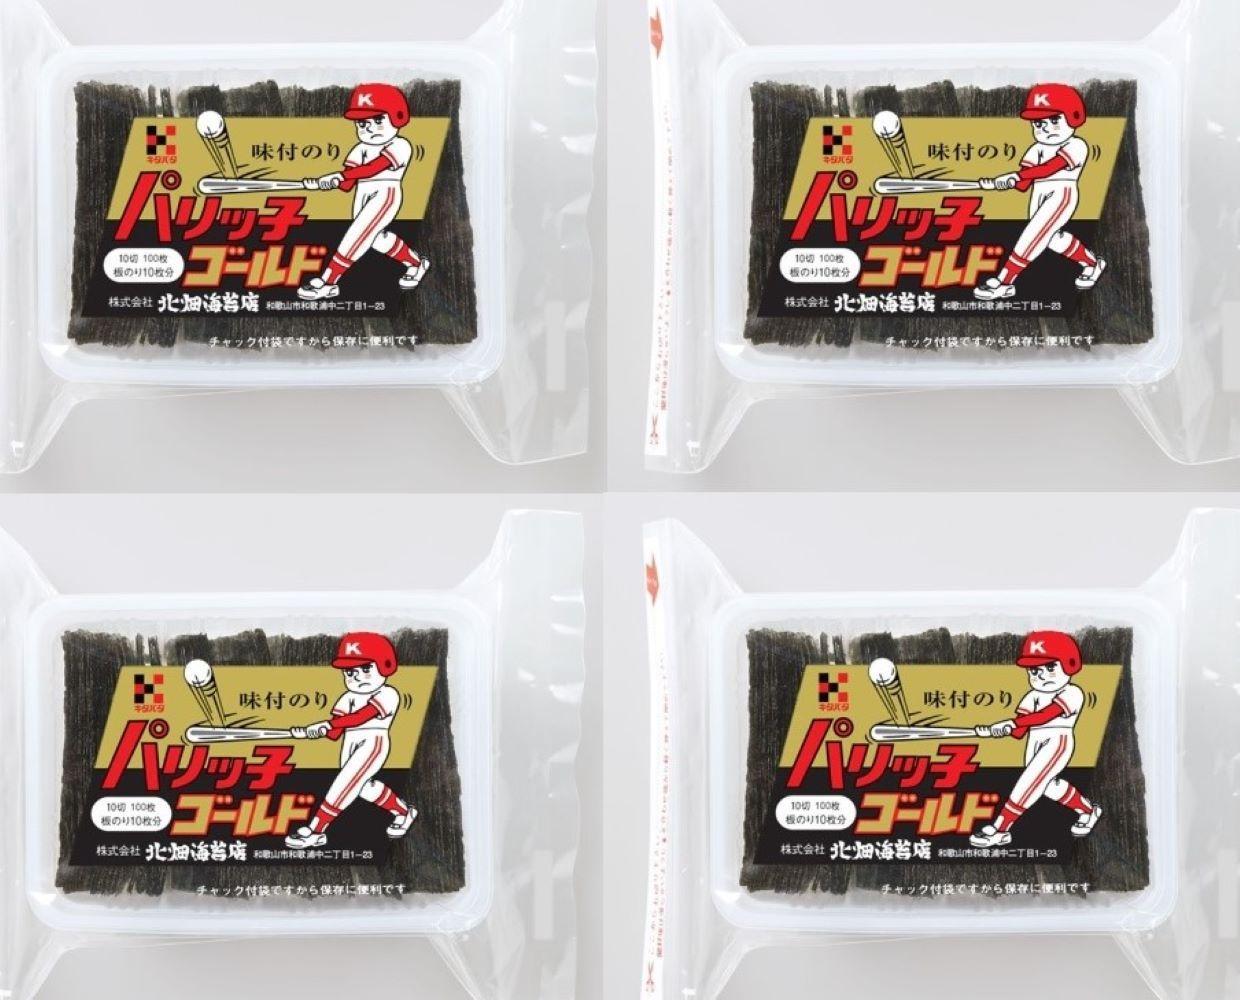 K
キタバタ
味付のり
パリッ子
ゴールド
10切 100枚
板のり10枚分
株式会社 北畑海苔店 和歌山市和歌浦中二丁目1-23
チャック付袋ですから保存に便利です
K
キタバタ
味付のり
パリッ子
ゴールド
10切 100枚
板のり10枚分
株式会社 北畑海苔店 和歌山市和歌浦中二丁目1-23
チャック付袋ですから保存に便利です
K
キタバタ
味付のり
パリッ子
ゴールド
10切 100枚
板のり10枚分
株式会社 北畑海苔店 和歌山市和歌浦中二丁目1-23
チャック付袋ですから保存に便利です
K
キタバタ
味付のり
パリッ子
ゴールド
10切 100枚
板のり10枚分
株式会社 北畑海苔店 和歌山市和歌浦中二丁目1-23
チャック付袋ですから保存に便利です